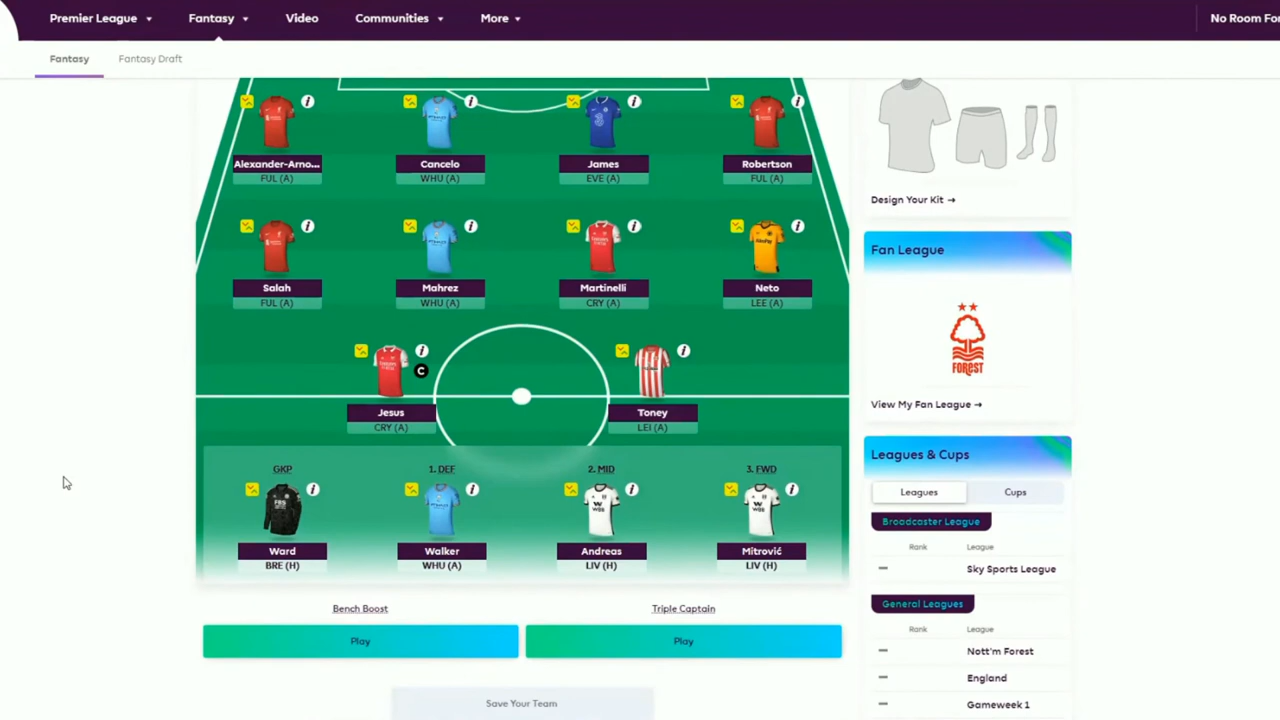 Premier League
Fantasy
Video
Communities
More
No Room For
Fantasy
Fantasy Draft
Alexander-Arno...
FUL (A)
Cancelo
WHU (A)
James
EVE (A)
Robertson
FUL (A)
Design Your Kit →
Salah
FUL (A)
Mahrez
WHU (A)
Martinelli
CRY (A)
Neto
LEE (A)
Fan League
FOREST
View My Fan League →
C
Jesus
CRY (A)
Toney
LEI (A)
GKP
1. DEF
2. MID
3. FWD
Ward
BRE (H)
Walker
WHU (A)
Andreas
LIV (H)
Mitrović
LIV (H)
Leagues & Cups
Leagues
Cups
Broadcaster League
Rank
League
Sky Sports League
General Leagues
Rank
League
Nott'm Forest
England
Gameweek 1
Bench Boost
Triple Captain
Play
Play
Save Your Team